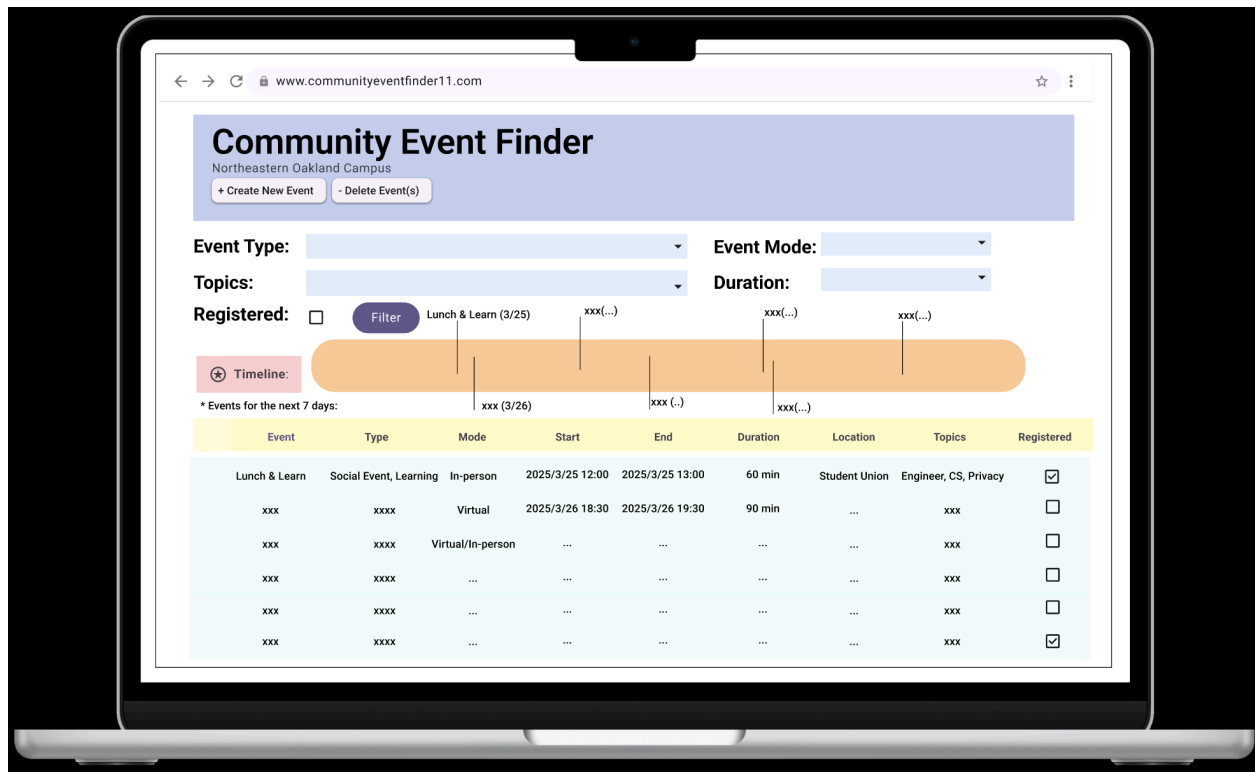 www.communityeventfinder11.com
Community Event Finder
Northeastern Oakland Campus
+ Create New Event - Delete Event(s)
Event Type: Event Mode:
Topics: Duration:
Registered: Filter Lunch & Learn (3/25) xxx(...) xxx(...) xxx(...)
Timeline:
* Events for the next 7 days: xxx (3/26) xxx (..) xxx(...)
Event Type Mode Start End Duration Location Topics Registered
Lunch & Learn Social Event, Learning In-person 2025/3/25 12:00 2025/3/25 13:00 60 min Student Union Engineer, CS, Privacy
xxx xxxx Virtual 2025/3/26 18:30 2025/3/26 19:30 90 min ... xxx
xxx xxxx Virtual/In-person ... ... ... ... xxx
xxx xxxx ... ... ... ... xxx
xxx xxxx ... ... ... ... xxx
xxx xxxx ... ... ... ... xxx